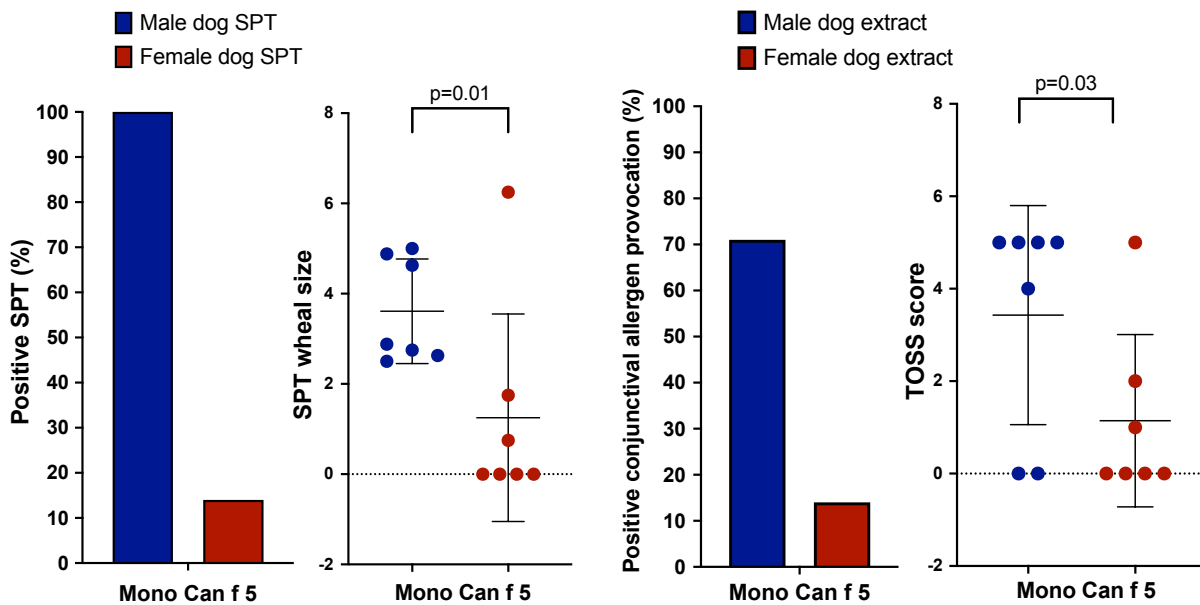 Male dog SPT
Female dog SPT
Positive SPT (%)
100
90
80
70
60
50
40
30
20
10
0
Mono Can f 5
p=0.01
SPT wheal size
8
6
4
2
0
-2
Mono Can f 5
Male dog extract
Female dog extract
Positive conjunctival allergen provocation (%)
100
90
80
70
60
50
40
30
20
10
0
Mono Can f 5
p=0.03
TOSS score
8
6
4
2
0
-2
Mono Can f 5